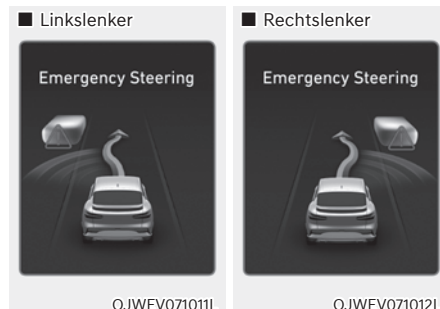 ■ Linkslenker
■ Rechtslenker
Emergency Steering
Emergency Steering
OJWEV071011L
OJWEV071012L